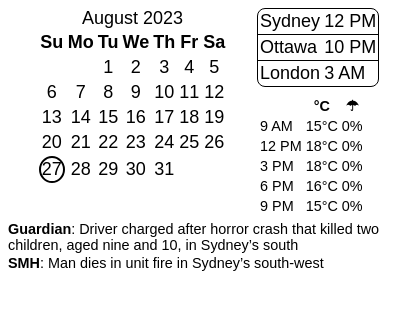 August 2023
Su Mo Tu We Th Fr Sa
1 2 3 4 5
6 7 8 9 10 11 12
13 14 15 16 17 18 19
20 21 22 23 24 25 26
27 28 29 30 31
Sydney 12 PM
Ottawa 10 PM
London 3 AM
°C ☂
9 AM 15°C 0%
12 PM 18°C 0%
3 PM 18°C 0%
6 PM 16°C 0%
9 PM 15°C 0%
Guardian: Driver charged after horror crash that killed two
children, aged nine and 10, in Sydney’s south
SMH: Man dies in unit fire in Sydney’s south-west